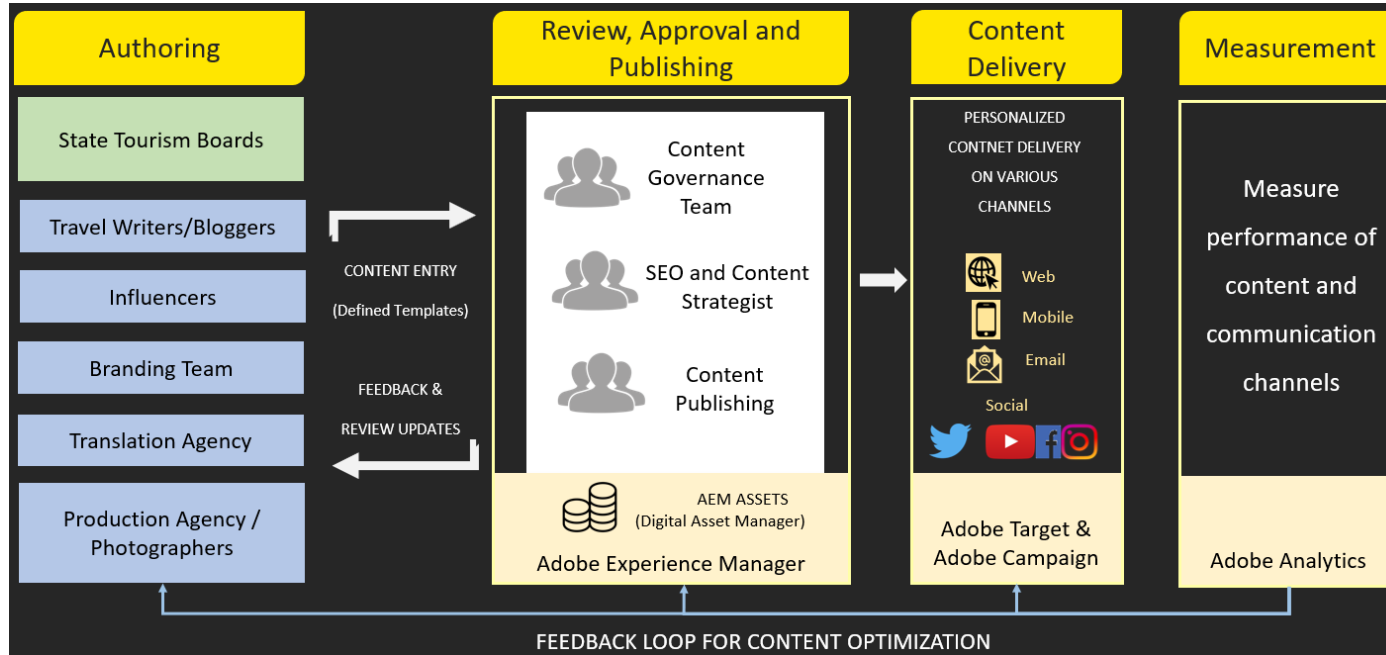 Authoring
State Tourism Boards
Travel Writers/Bloggers
Influencers
Branding Team
Translation Agency
Production Agency /
Photographers
CONTENT ENTRY
(Defined Templates)
FEEDBACK &
REVIEW UPDATES
Review, Approval and
Publishing
Content
Governance
Team
SEO and Content
Strategist
Content
Publishing
AEM ASSETS
(Digital Asset Manager)
Adobe Experience Manager
Content
Delivery
PERSONALIZED
CONTNET DELIVERY
ON VARIOUS
CHANNELS
Web
Mobile
Email
Social
Adobe Target &
Adobe Campaign
Measurement
Measure
performance of
content and
communication
channels
Adobe Analytics
FEEDBACK LOOP FOR CONTENT OPTIMIZATION